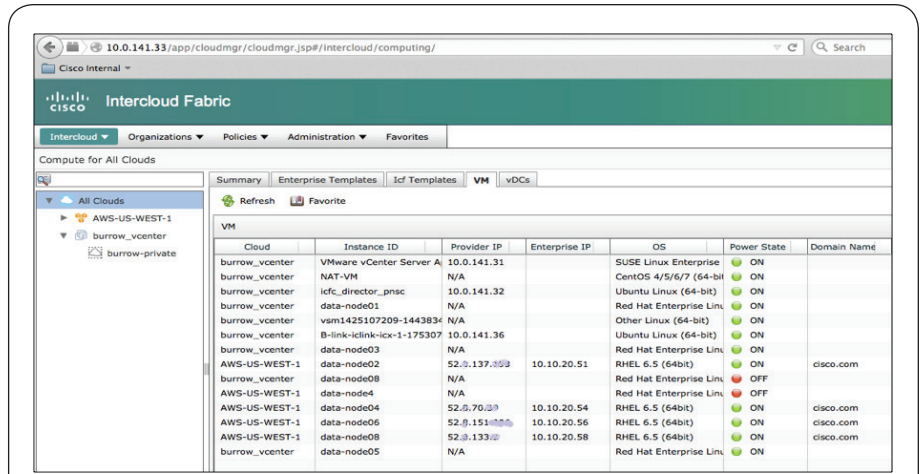 10.0.141.33/app/cloudmgr/cloudmgr.jsp#/intercloud/computing/ Search
Cisco Internal
CISCO Intercloud Fabric
Intercloud Organizations Policies Administration Favorites
Compute for All Clouds
Summary Enterprise Templates Icf Templates VM vDCs
All Clouds
AWS-US-WEST-1
burrow_vcenter
burrow-private
Refresh Favorite
VM
Cloud Instance ID Provider IP Enterprise IP OS Power State Domain Name
burrow_vcenter VMware vCenter Server A 10.0.141.31 SUSE Linux Enterprise ON
burrow_vcenter NAT-VM N/A CentOS 4/5/6/7 (64-bit ON
burrow_vcenter icfc_director_pnsc 10.0.141.32 Ubuntu Linux (64-bit) ON
burrow_vcenter data-node01 N/A Red Hat Enterprise Linu ON
burrow_vcenter vsm1425107209-1443834 N/A Other Linux (64-bit) ON
burrow_vcenter B-link-iclink-icx-1-175307 10.0.141.36 Ubuntu Linux (64-bit) ON
burrow_vcenter data-node03 N/A Red Hat Enterprise Linu ON
AWS-US-WEST-1 data-node02 10.10.20.51 RHEL 6.5 (64bit) ON cisco.com
burrow_vcenter data-node08 N/A Red Hat Enterprise Linu OFF
AWS-US-WEST-1 data-node4 N/A Red Hat Enterprise Linu OFF
AWS-US-WEST-1 data-node04 10.10.20.54 RHEL 6.5 (64bit) ON cisco.com
AWS-US-WEST-1 data-node06 10.10.20.56 RHEL 6.5 (64bit) ON cisco.com
AWS-US-WEST-1 data-node08 10.10.20.58 RHEL 6.5 (64bit) ON cisco.com
burrow_vcenter data-node05 N/A Red Hat Enterprise Linu ON